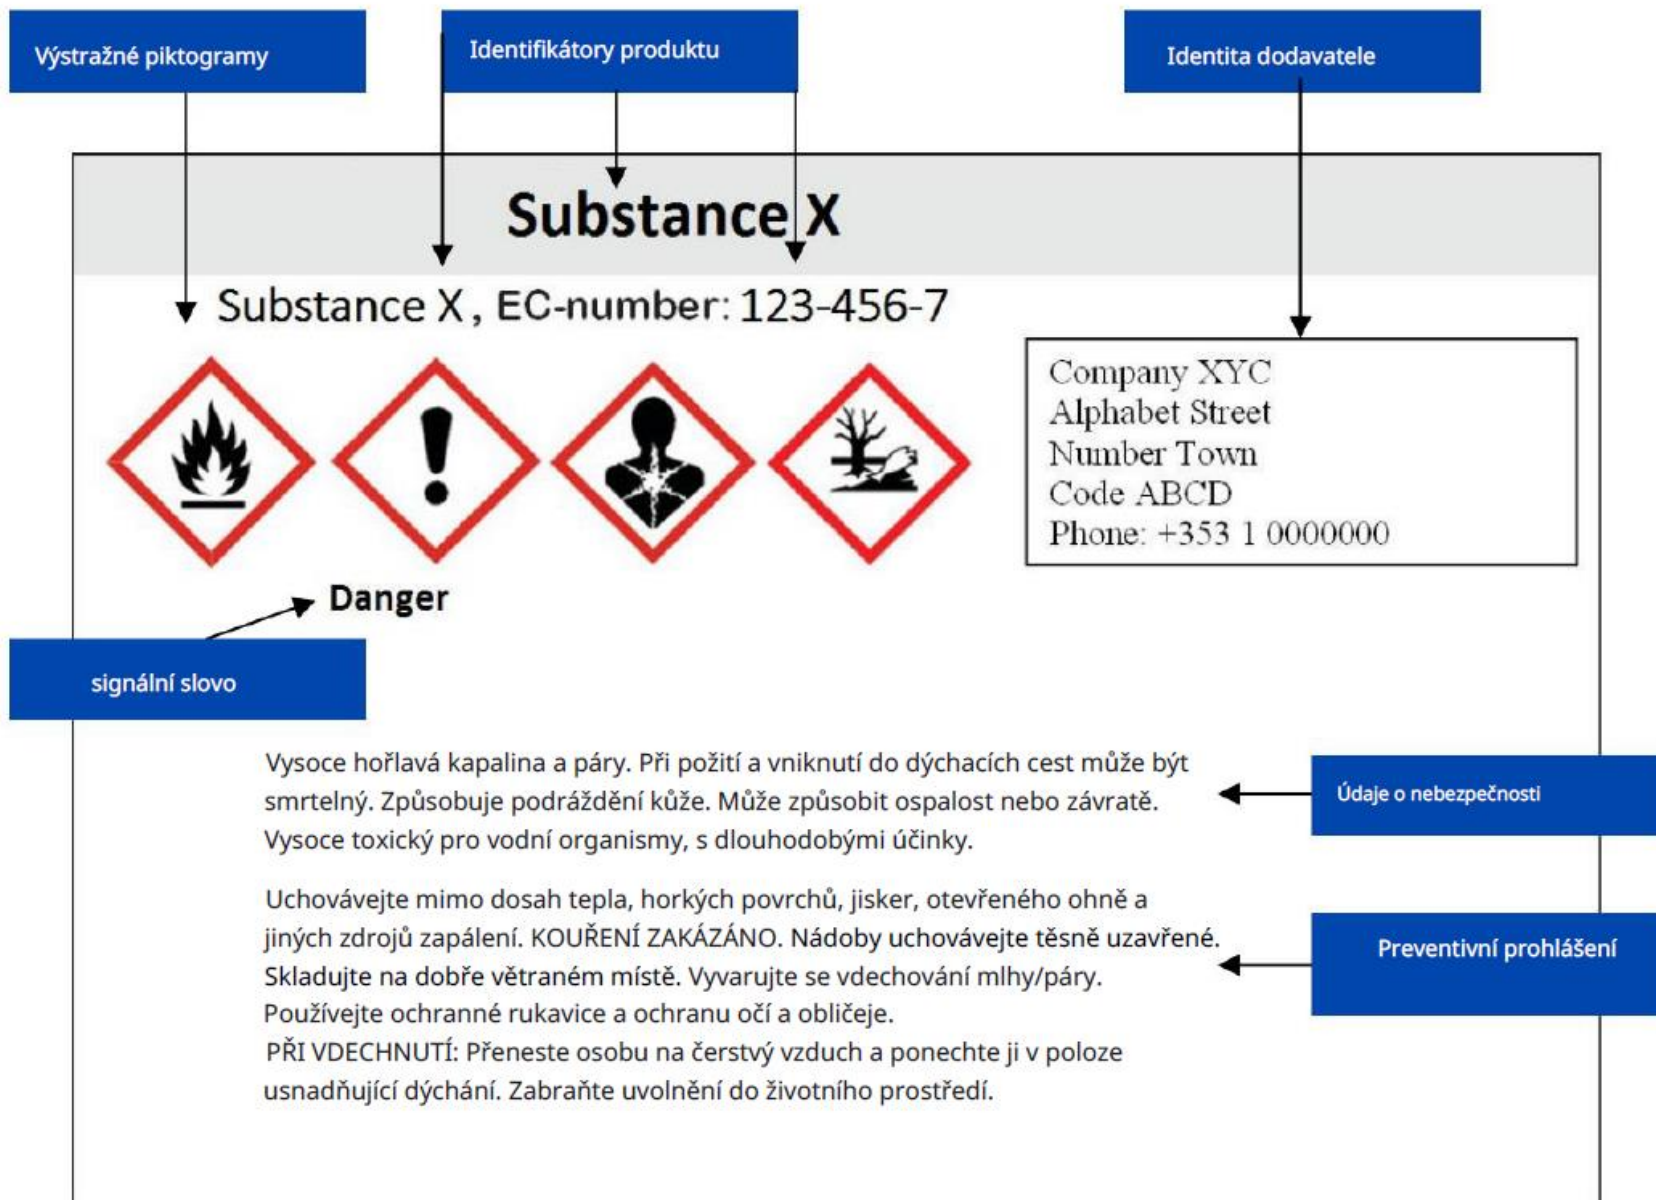 Výstražné piktogramy
Identifikátory produktu
Identita dodavatele
Substance X
Substance X, EC-number: 123-456-7
Company XYC
Alphabet Street
Number Town
Code ABCD
Phone: +353 1 0000000
Danger
signální slovo
Vysoce hořlavá kapalina a páry. Při požití a vniknutí do dýchacích cest může být
smrtelný. Způsobuje podráždění kůže. Může způsobit ospalost nebo závratě.
Vysoce toxický pro vodní organismy, s dlouhodobými účinky.
Údaje o nebezpečnosti
Uchovávejte mimo dosah tepla, horkých povrchů, jisker, otevřeného ohně a
jiných zdrojů zapálení. KOUŘENÍ ZAKÁZÁNO. Nádoby uchovávejte těsně uzavřené.
Skladujte na dobře větraném místě. Vyvarujte se vdechování mlhy/páry.
Používejte ochranné rukavice a ochranu očí a obličeje.
PŘI VDECHNUTÍ: Přeneste osobu na čerstvý vzduch a ponechte ji v poloze
usnadňující dýchání. Zabraňte uvolnění do životního prostředí.
Preventivní prohlášení